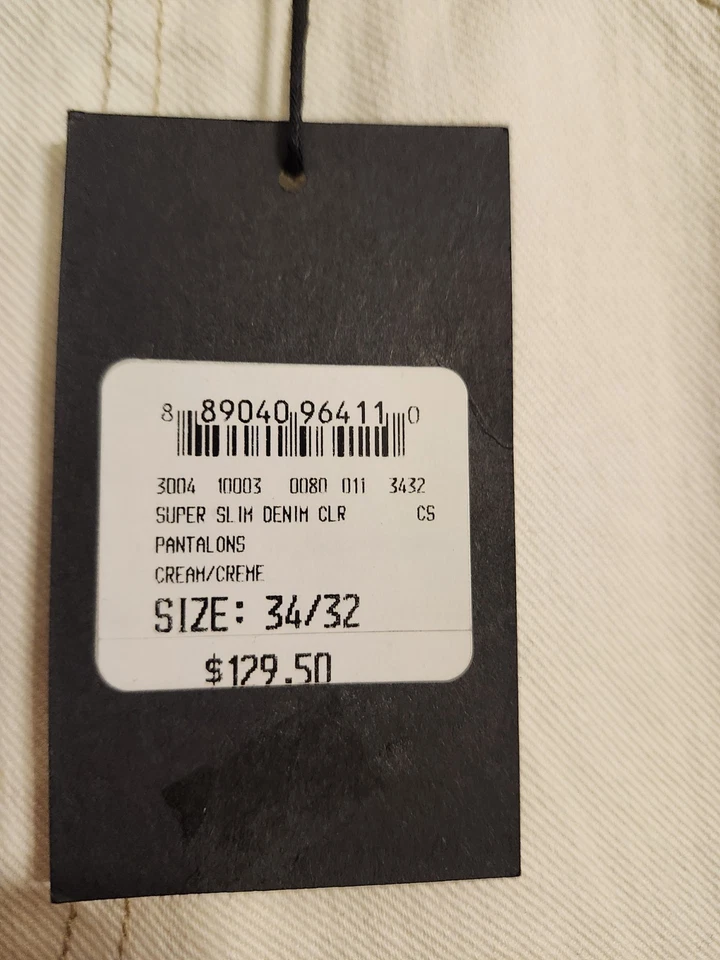 8 89040 96411 0
3004 10003 0080 011 3432
SUPER SLIM DENIM CLR CS
PANTALONS
CREAM/CREME
SIZE: 34/32
$129.50